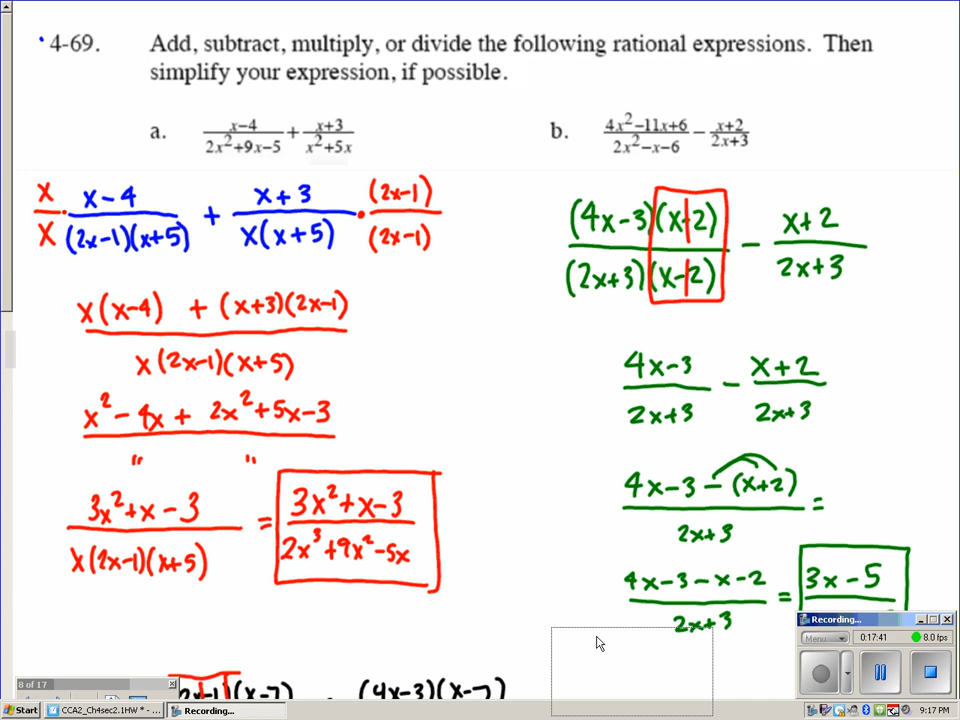 4-69. Add, subtract, multiply, or divide the following rational expressions. Then
simplify your expression, if possible.
a. (x-4)/(2x²+9x-5) + (x+3)/(x²+5x)
b. (4x²-11x+6)/(2x²-x-6) - (x+2)/(2x+3)
x/x · (x-4)/((2x-1)(x+5)) + (x+3)/(x(x+5)) · (2x-1)/(2x-1)
(x(x-4) + (x+3)(2x-1))/(x(2x-1)(x+5))
x² - 4x + 2x² + 5x - 3
" "
(3x²+x-3)/(x(2x-1)(x+5)) = (3x²+x-3)/(2x³+9x²-5x)
((4x-3)(x-2))/((2x+3)(x-2)) - (x+2)/(2x+3)
(4x-3)/(2x+3) - (x+2)/(2x+3)
(4x-3 - (x+2))/(2x+3) =
(4x-3-x-2)/(2x+3) = 3x-5
(x-7) (4x-3)(x-7)
Recording...
Menu
0:17:41
8.0 fps
8 of 17
Start
CCA2_Ch4sec2.1HW * - ...
Recording...
9:17 PM